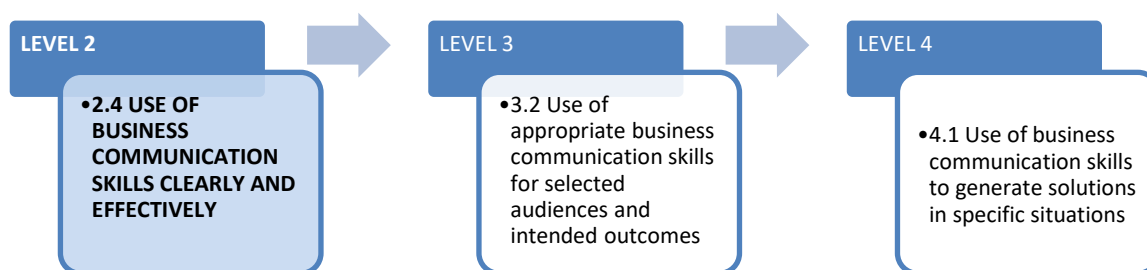 LEVEL 2
•2.4 USE OF
BUSINESS
COMMUNICATION
SKILLS CLEARLY AND
EFFECTIVELY
LEVEL 3
•3.2 Use of
appropriate business
communication skills
for selected
audiences and
intended outcomes
LEVEL 4
•4.1 Use of business
communication skills
to generate solutions
in specific situations